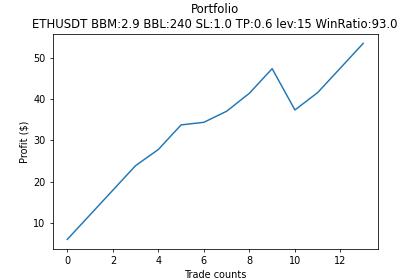 Portfolio
ETHUSDT BBM:2.9 BBL:240 SL:1.0 TP:0.6 lev:15 WinRatio:93.0
50
40
30
20
10
Profit ($)
0 2 4 6 8 10 12
Trade counts